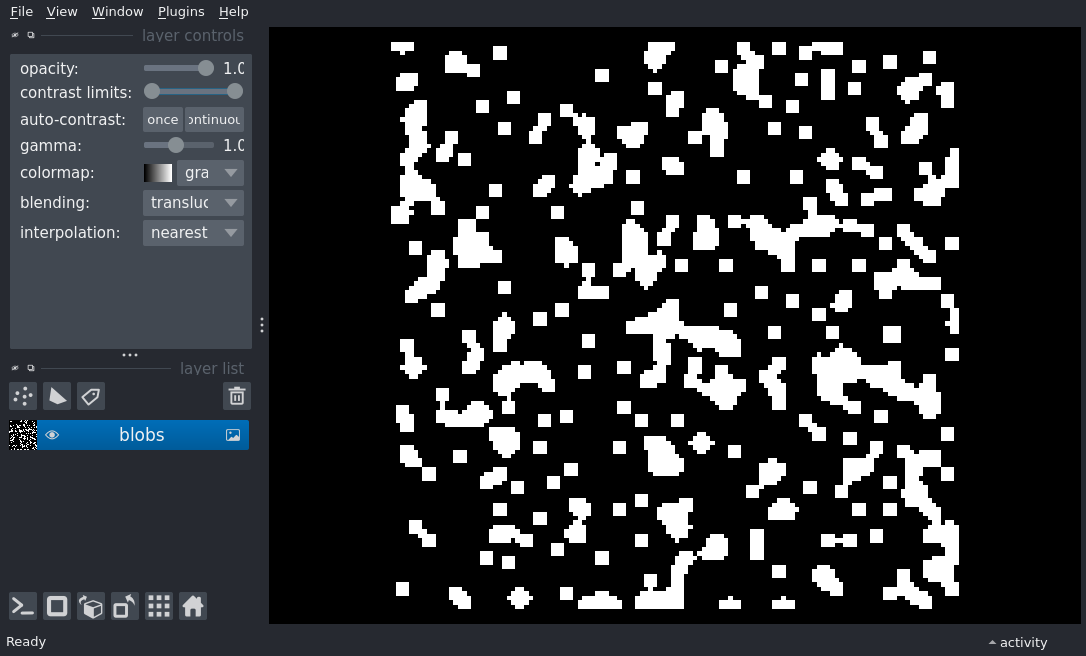 File View Window Plugins Help
layer controls
opacity: 1.0
contrast limits:
auto-contrast: once ontinuou
gamma: 1.0
colormap: gra
blending: transluc
interpolation: nearest
layer list
blobs
Ready
activity